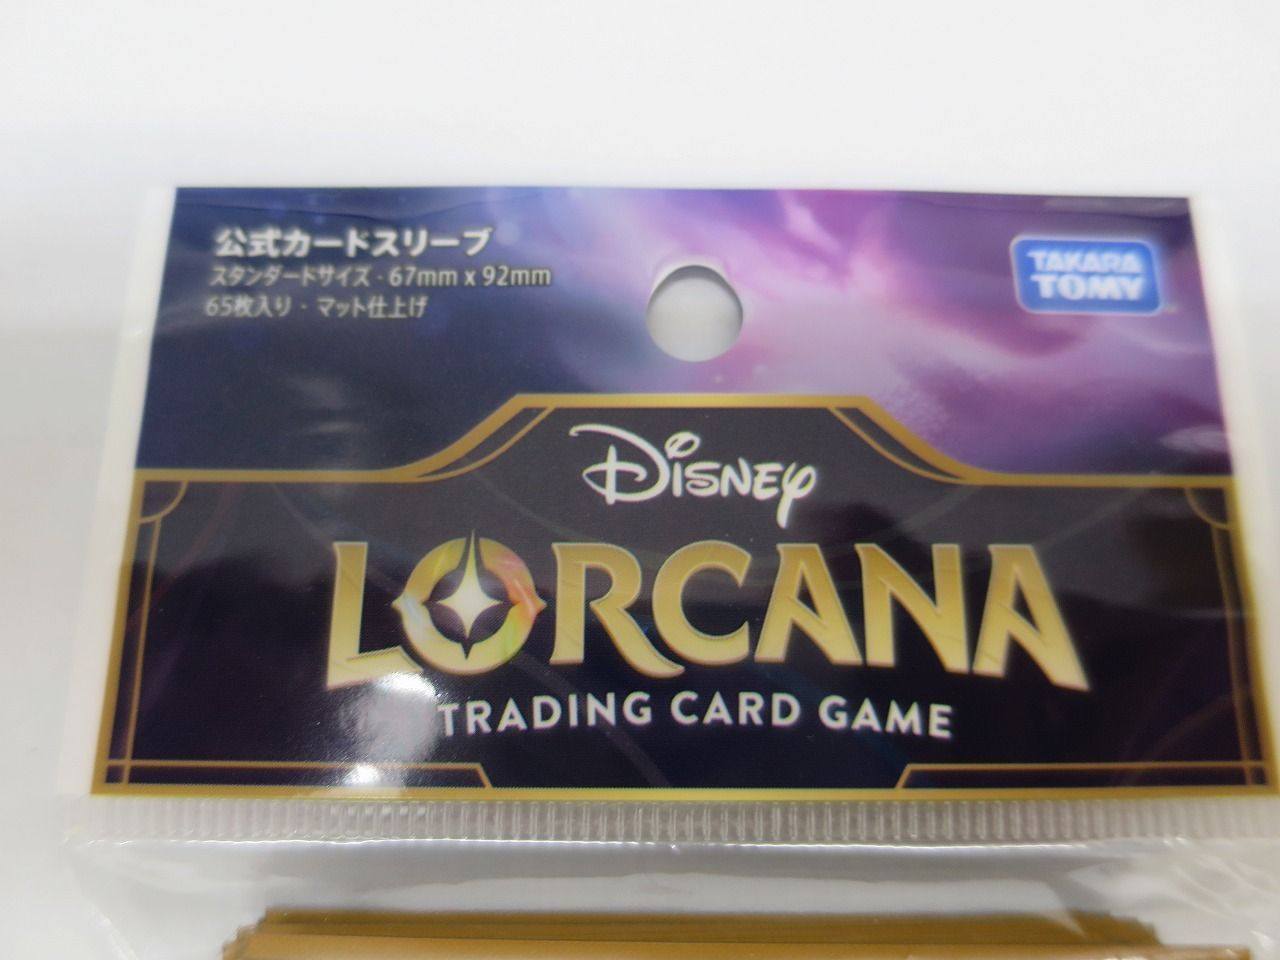 公式カードスリーブ
スタンダードサイズ・67mm x 92mm
65枚入り・マット仕上げ
TAKARA
TOMY
Disney
LORCANA
TRADING CARD GAME